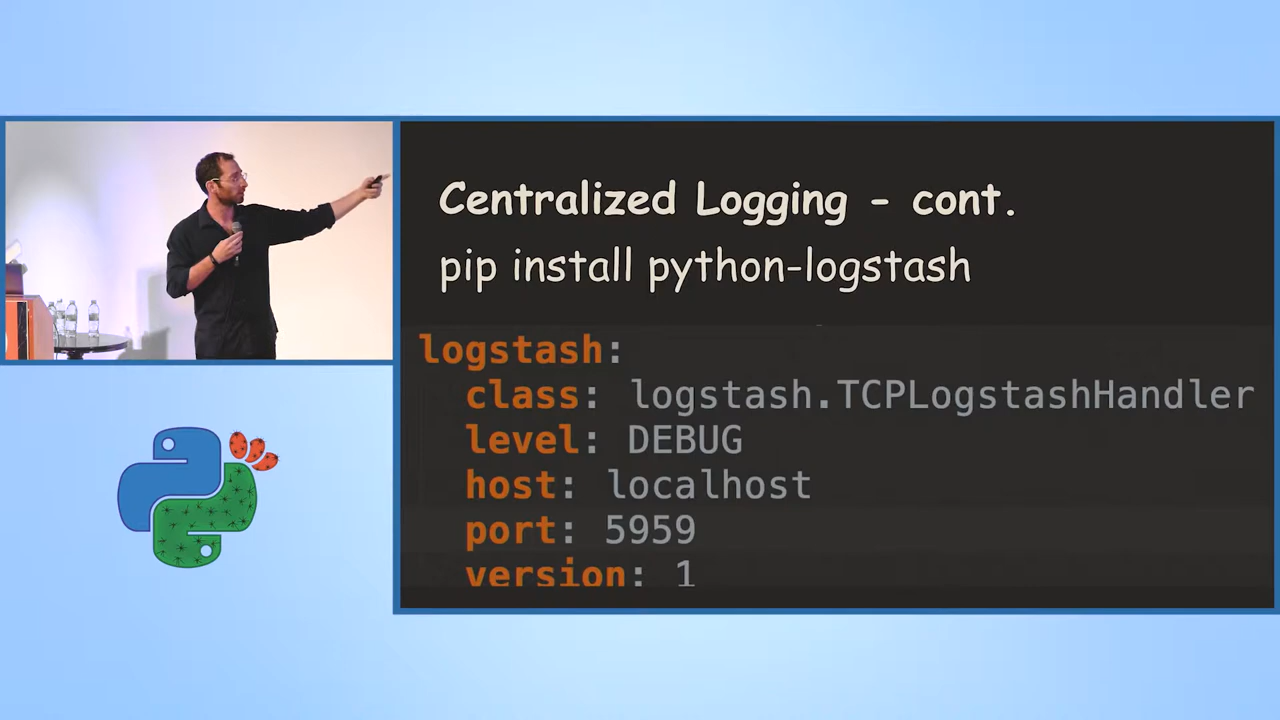 Centralized Logging - cont.
pip install python-logstash
logstash:
class: logstash.TCPLogstashHandler
level: DEBUG
host: localhost
port: 5959
version: 1